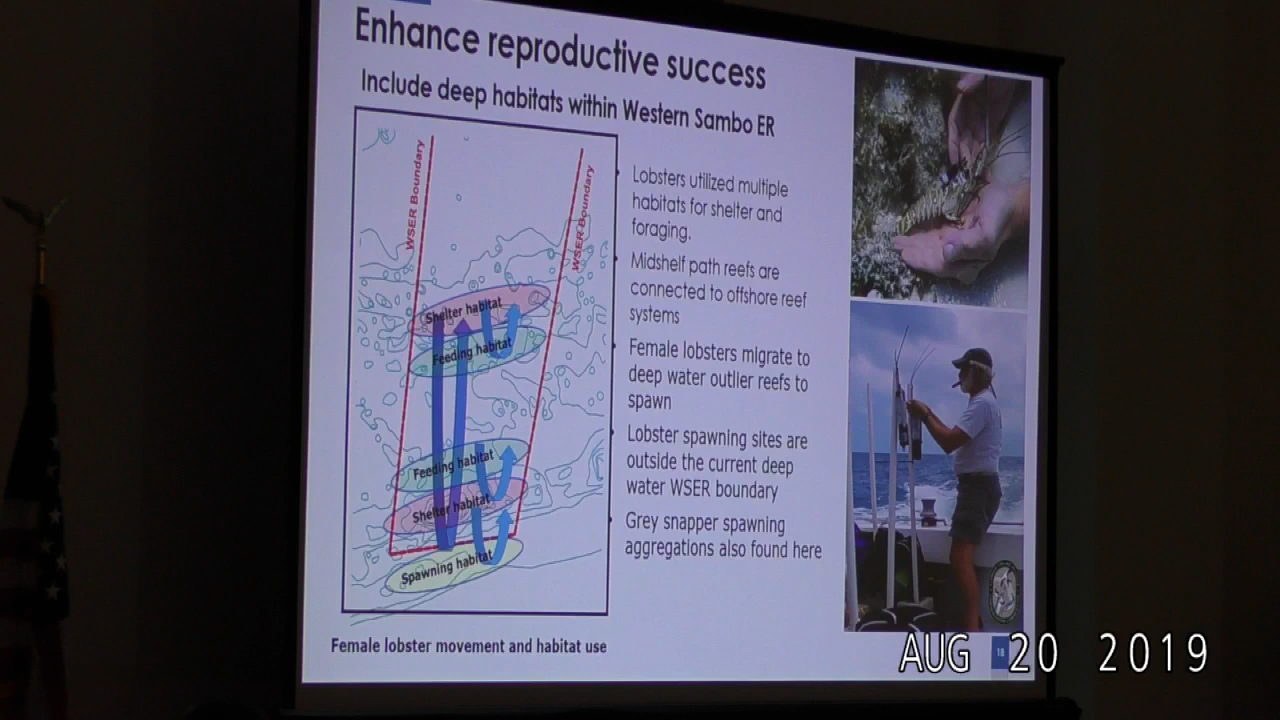 Enhance reproductive success
Include deep habitats within Western Sambo ER
WSER Boundary
WSER Boundary
Shelter habitat
Feeding habitat
Feeding habitat
Shelter habitat
Spawning habitat
Female lobster movement and habitat use
Lobsters utilized multiple
habitats for shelter and
foraging.
Midshelf path reefs are
connected to offshore reef
systems
Female lobsters migrate to
deep water outlier reefs to
spawn
Lobster spawning sites are
outside the current deep
water WSER boundary
Grey snapper spawning
aggregations also found here
18
AUG 20 2019